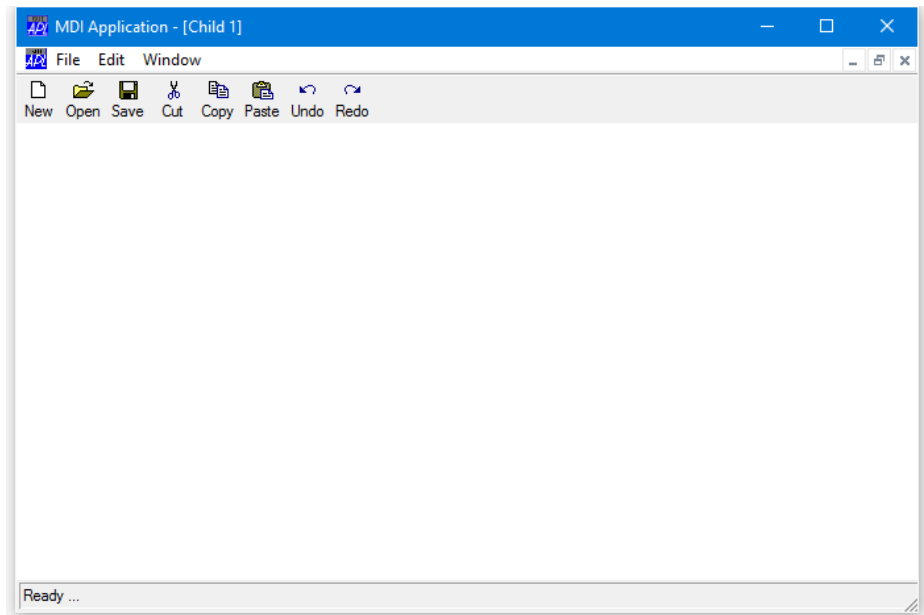 MDI Application - [Child 1]
File Edit Window
New Open Save Cut Copy Paste Undo Redo
Ready ...